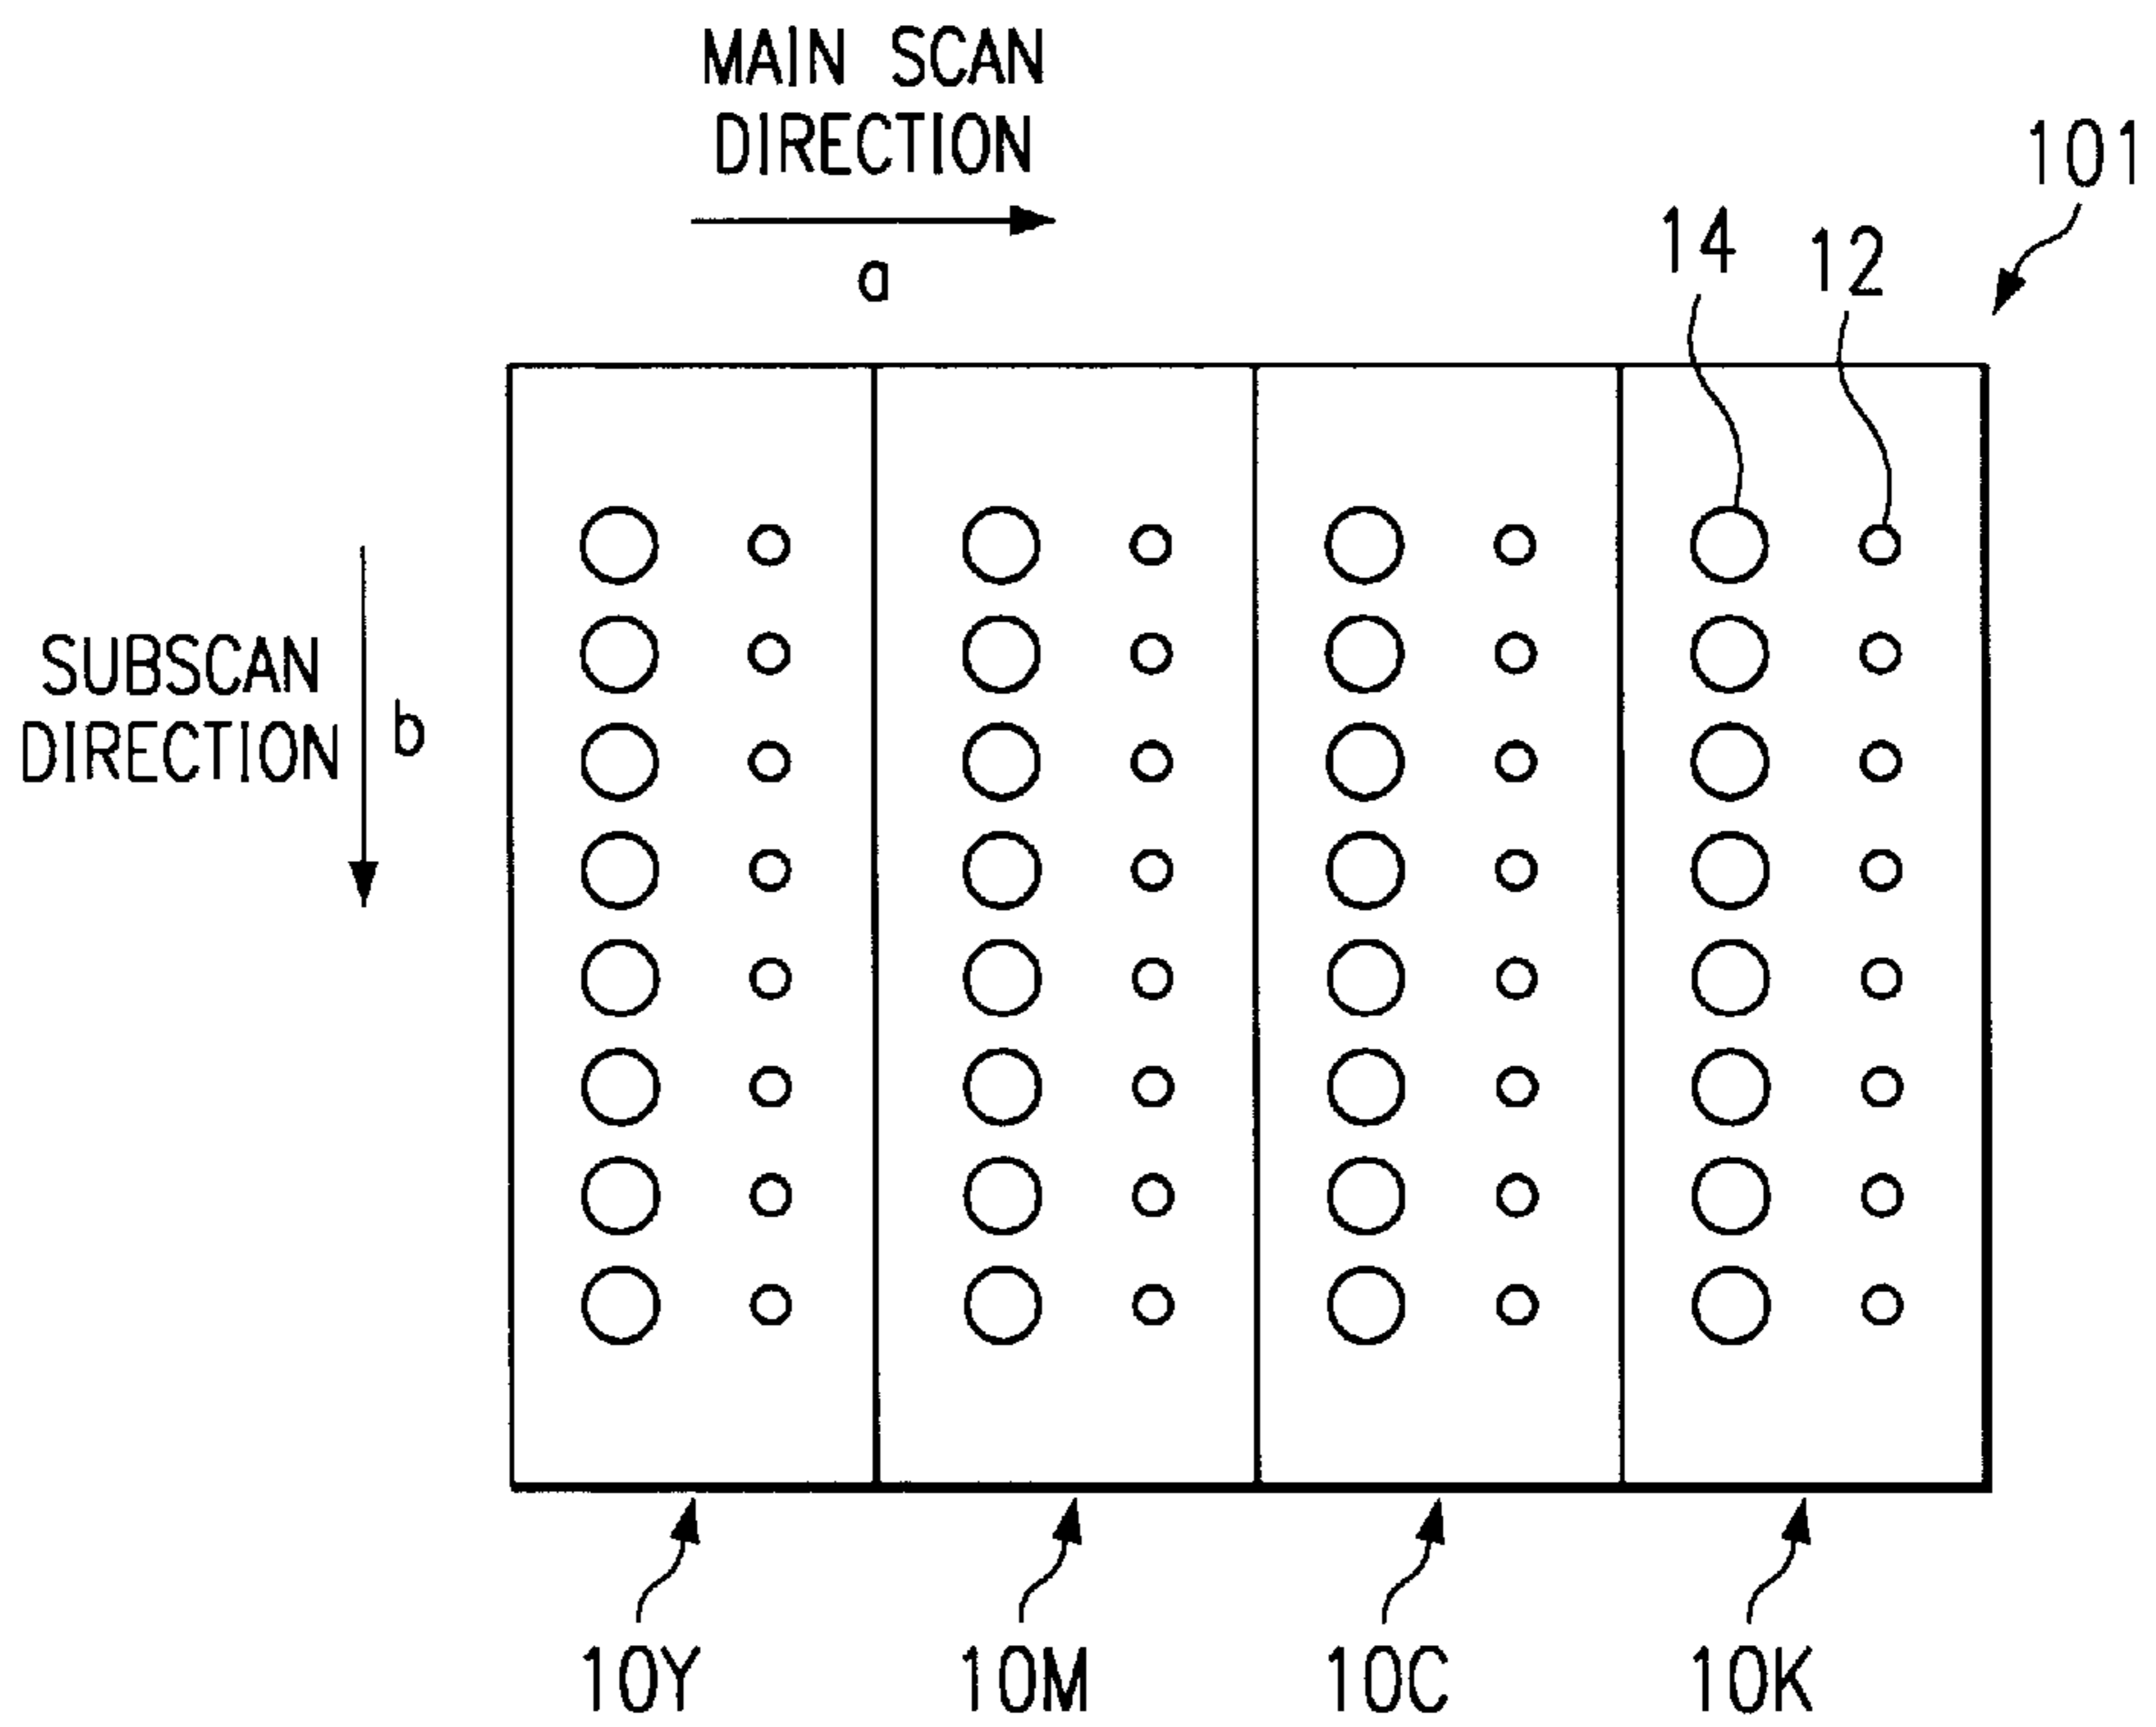 MAIN SCAN
DIRECTION
a
101
14
12
SUBSCAN
DIRECTION
b
10Y
10M
10C
10K